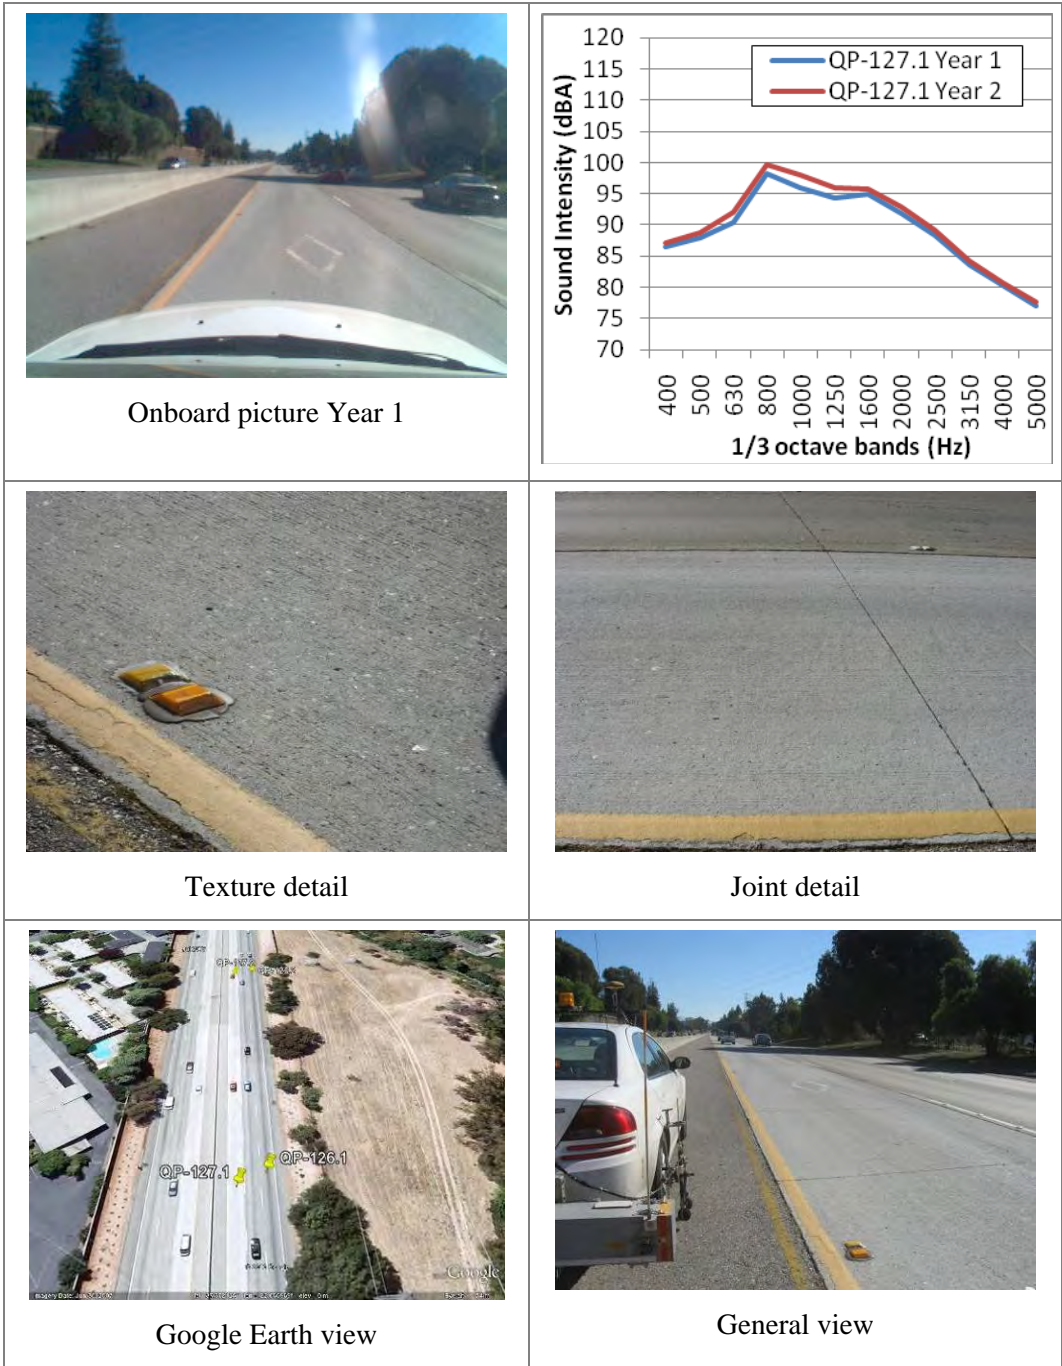 120
115
110
105
100
95
90
85
80
75
70
Sound Intensity (dBA)
QP-127.1 Year 1
QP-127.1 Year 2
400
500
630
800
1000
1250
1600
2000
2500
3150
4000
5000
1/3 octave bands (Hz)
Onboard picture Year 1
Texture detail
Joint detail
QP-127.1
QP-126.1
Google
Google Earth view
General view